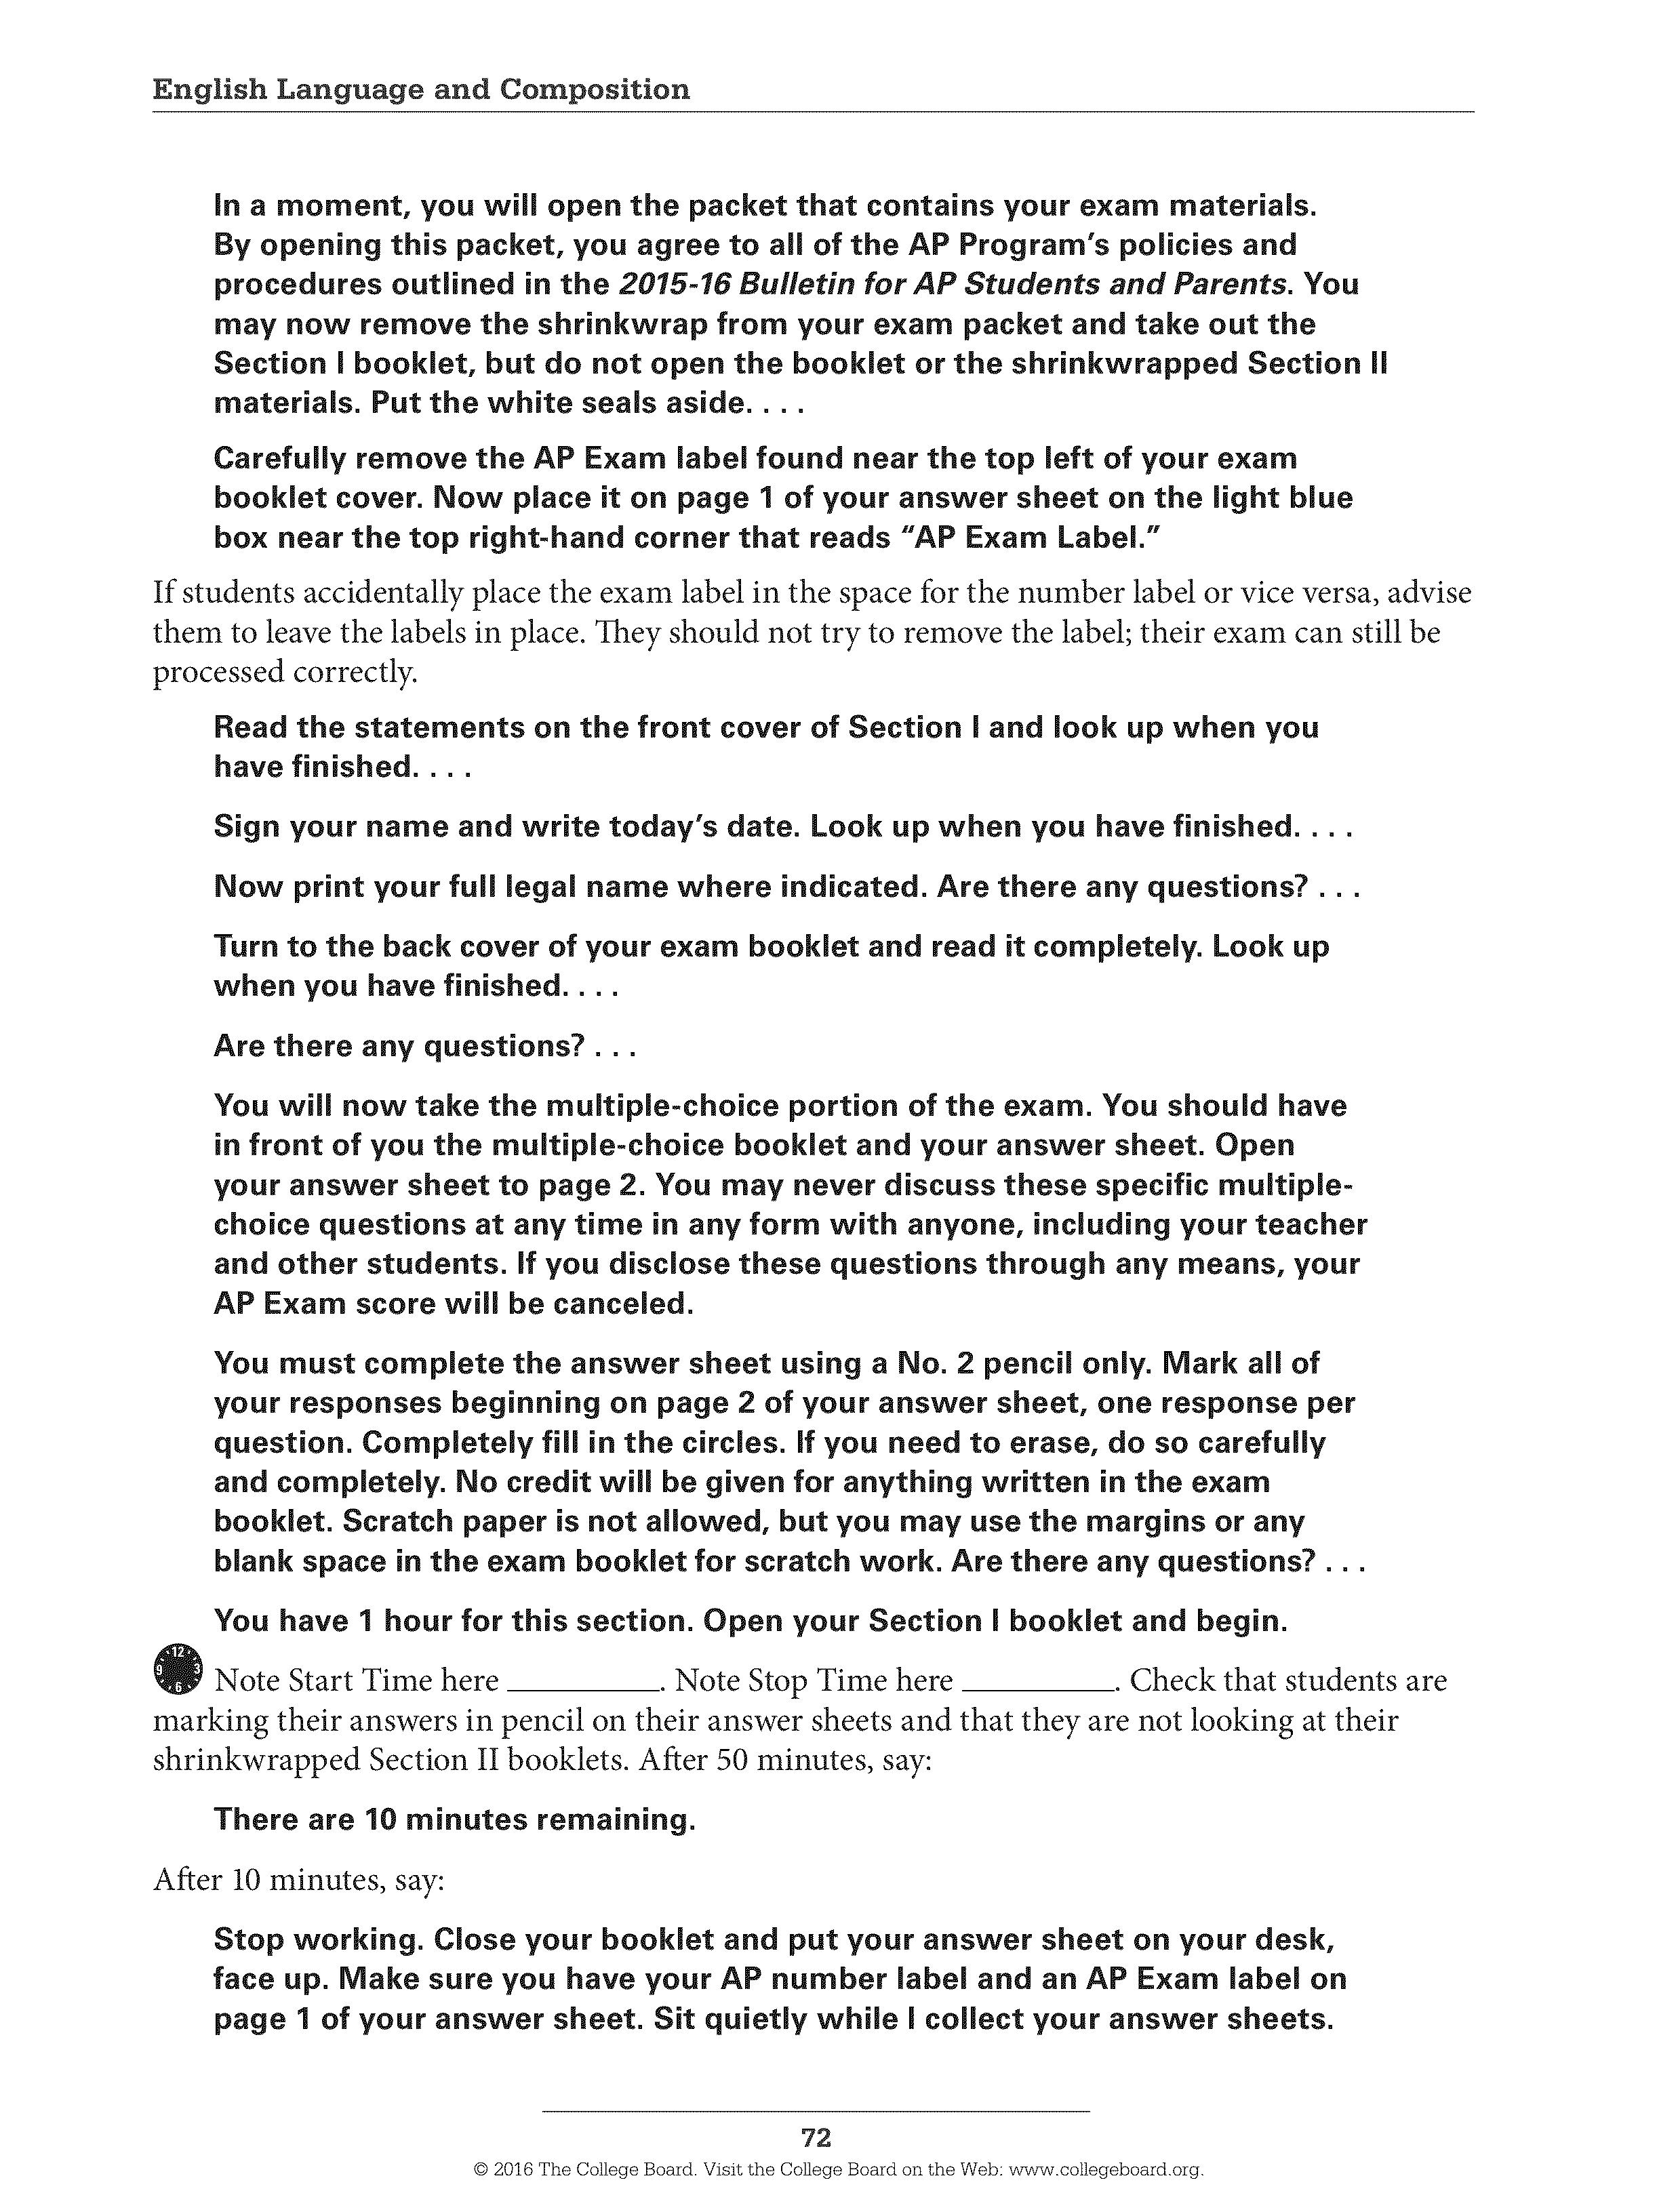 English Language and Composition
In a moment, you will open the packet that contains your exam materials.
By opening this packet, you agree to all of the AP Program's policies and
procedures outlined in the 2015-16 Bulletin for AP Students and Parents. You
may now remove the shrinkwrap from your exam packet and take out the
Section I booklet, but do not open the booklet or the shrinkwrapped Section II
materials. Put the white seals aside. . . .
Carefully remove the AP Exam label found near the top left of your exam
booklet cover. Now place it on page 1 of your answer sheet on the light blue
box near the top right-hand corner that reads "AP Exam Label."
If students accidentally place the exam label in the space for the number label or vice versa, advise
them to leave the labels in place. They should not try to remove the label; their exam can still be
processed correctly.
Read the statements on the front cover of Section I and look up when you
have finished. . . .
Sign your name and write today's date. Look up when you have finished. . . .
Now print your full legal name where indicated. Are there any questions? . . .
Turn to the back cover of your exam booklet and read it completely. Look up
when you have finished. . . .
Are there any questions? . . .
You will now take the multiple-choice portion of the exam. You should have
in front of you the multiple-choice booklet and your answer sheet. Open
your answer sheet to page 2. You may never discuss these specific multiple-
choice questions at any time in any form with anyone, including your teacher
and other students. If you disclose these questions through any means, your
AP Exam score will be canceled.
You must complete the answer sheet using a No. 2 pencil only. Mark all of
your responses beginning on page 2 of your answer sheet, one response per
question. Completely fill in the circles. If you need to erase, do so carefully
and completely. No credit will be given for anything written in the exam
booklet. Scratch paper is not allowed, but you may use the margins or any
blank space in the exam booklet for scratch work. Are there any questions? . . .
You have 1 hour for this section. Open your Section I booklet and begin.
12
9 3
6
Note Start Time here __________. Note Stop Time here __________. Check that students are
marking their answers in pencil on their answer sheets and that they are not looking at their
shrinkwrapped Section II booklets. After 50 minutes, say:
There are 10 minutes remaining.
After 10 minutes, say:
Stop working. Close your booklet and put your answer sheet on your desk,
face up. Make sure you have your AP number label and an AP Exam label on
page 1 of your answer sheet. Sit quietly while I collect your answer sheets.
72
© 2016 The College Board. Visit the College Board on the Web: www.collegeboard.org.